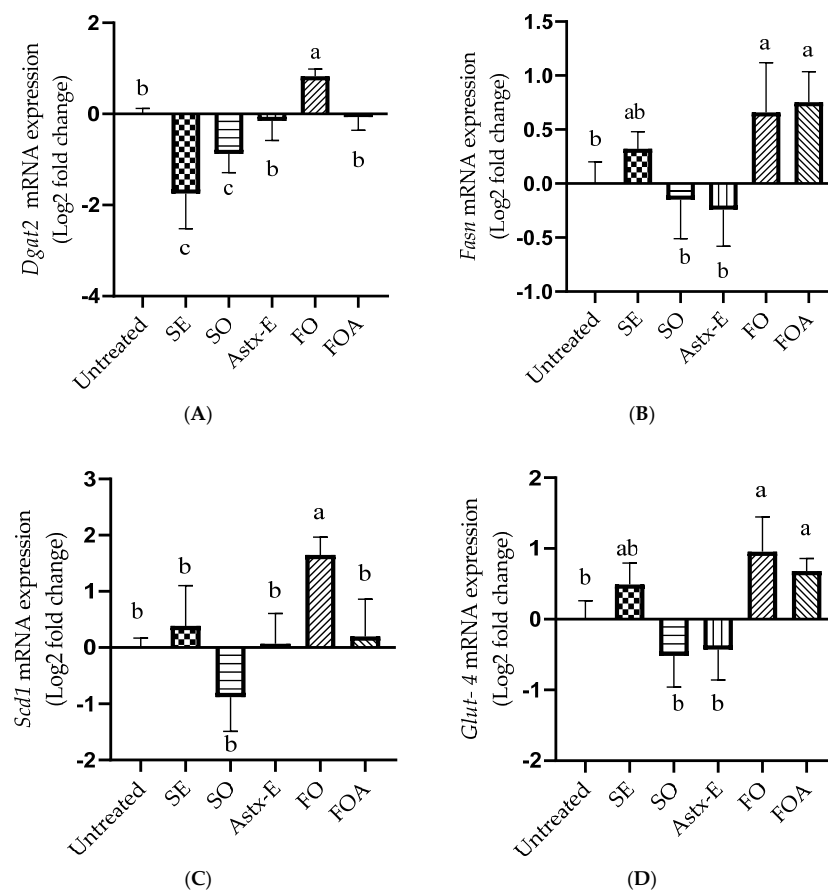 Dgat2 mRNA expression
(Log2 fold change)
2
0
-2
-4
b
c
c
b
a
b
Untreated
SE
SO
Astx-E
FO
FOA
(A)
Fasn mRNA expression
(Log2 fold change)
1.5
1.0
0.5
0.0
-0.5
-1.0
b
ab
b
b
a
a
Untreated
SE
SO
Astx-E
FO
FOA
(B)
Scd1 mRNA expression
(Log2 fold change)
3
2
1
0
-1
-2
b
b
b
b
a
b
Untreated
SE
SO
Astx-E
FO
FOA
(C)
Glut- 4 mRNA expression
(Log2 fold change)
2
1
0
-1
-2
b
ab
b
b
a
a
Untreated
SE
SO
Astx-E
FO
FOA
(D)